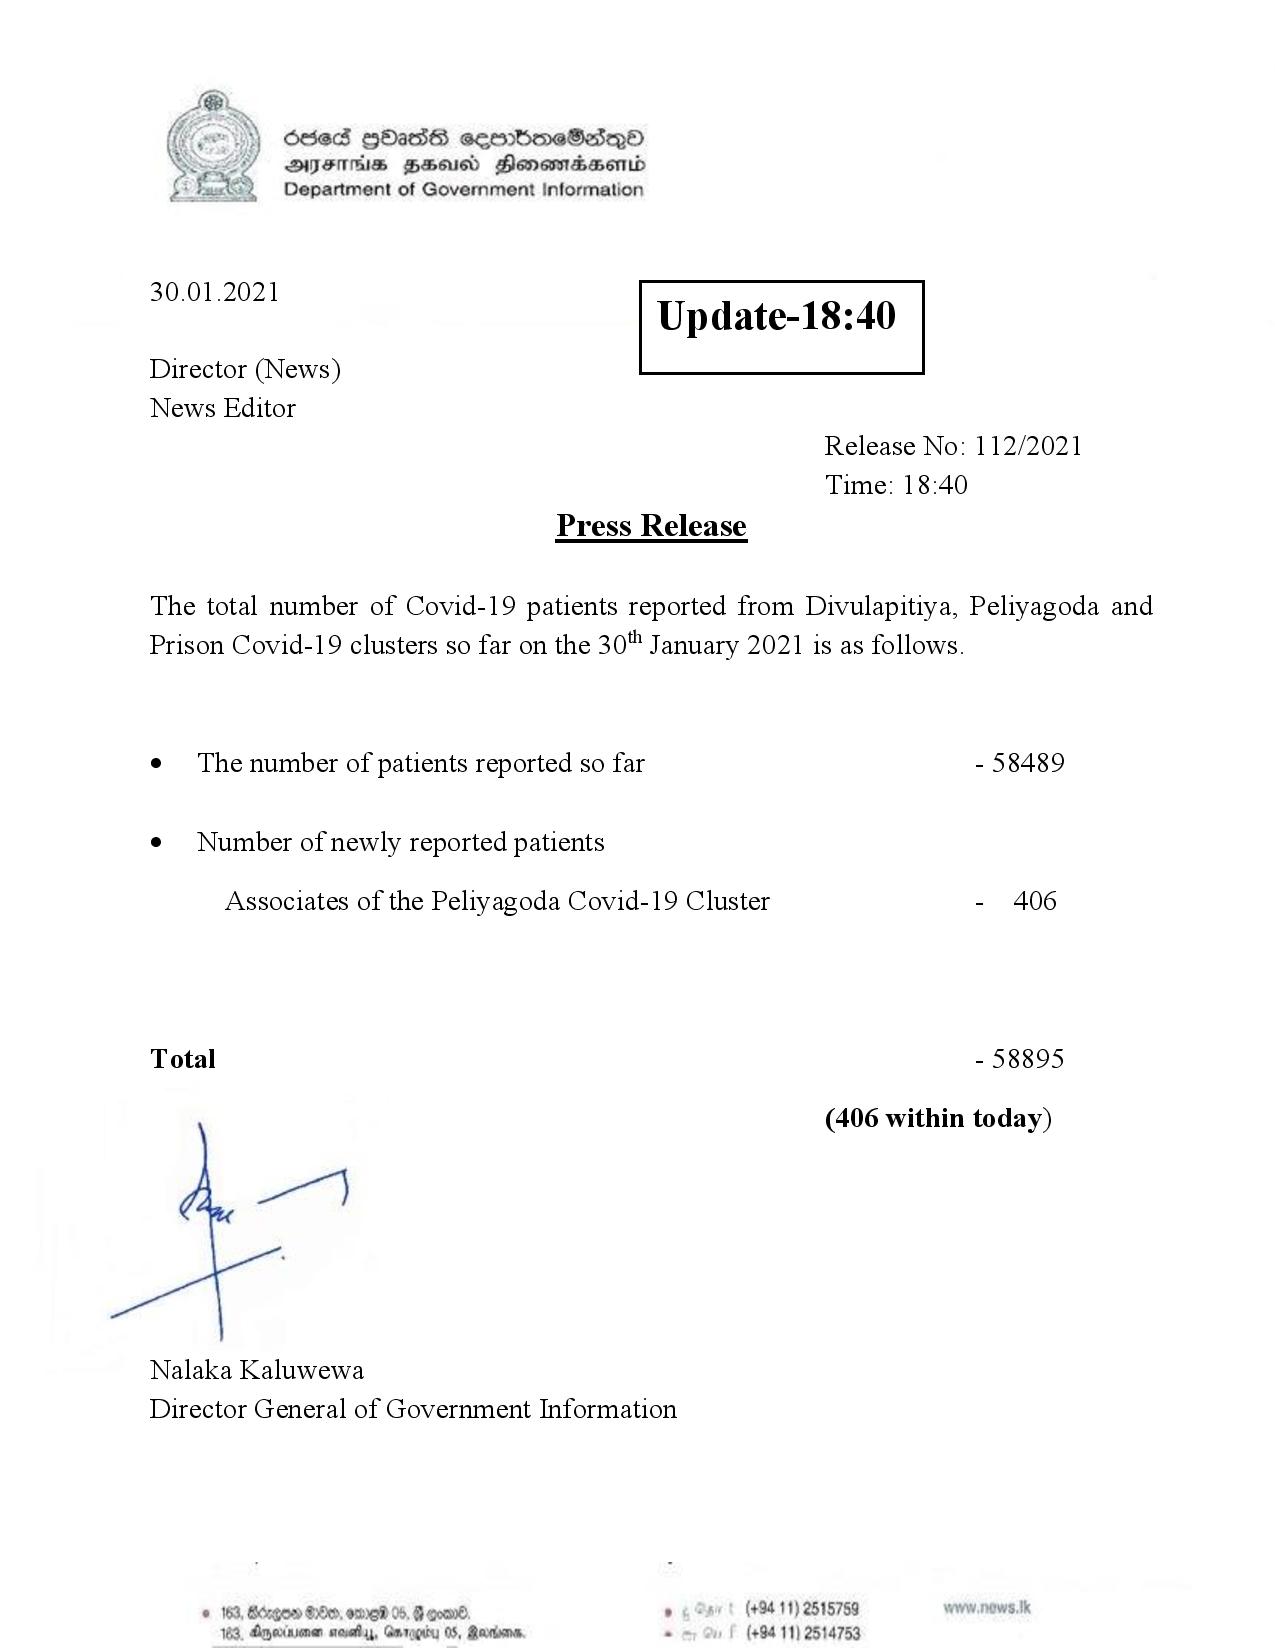 රජයේ ප්‍රවෘත්ති දෙපාර්තමේන්තුව
அரசாங்க தகவல் திணைக்களம்
Department of Government Information
30.01.2021
Update-18:40
Director (News)
News Editor
Release No: 112/2021
Time: 18:40
Press Release
The total number of Covid-19 patients reported from Divulapitiya, Peliyagoda and
Prison Covid-19 clusters so far on the 30th January 2021 is as follows.
• The number of patients reported so far - 58489
• Number of newly reported patients
Associates of the Peliyagoda Covid-19 Cluster - 406
Total - 58895
(406 within today)
Nalaka Kaluwewa
Director General of Government Information
163, කිරුලපන මාවත, කොළඹ 05, ශ්‍රී ලංකාව.
(+94 11) 2515759
www.news.lk
163, கிருலப்பனை எவனியூ, கொழும்பு 05, இலங்கை.
(+94 11) 2514753